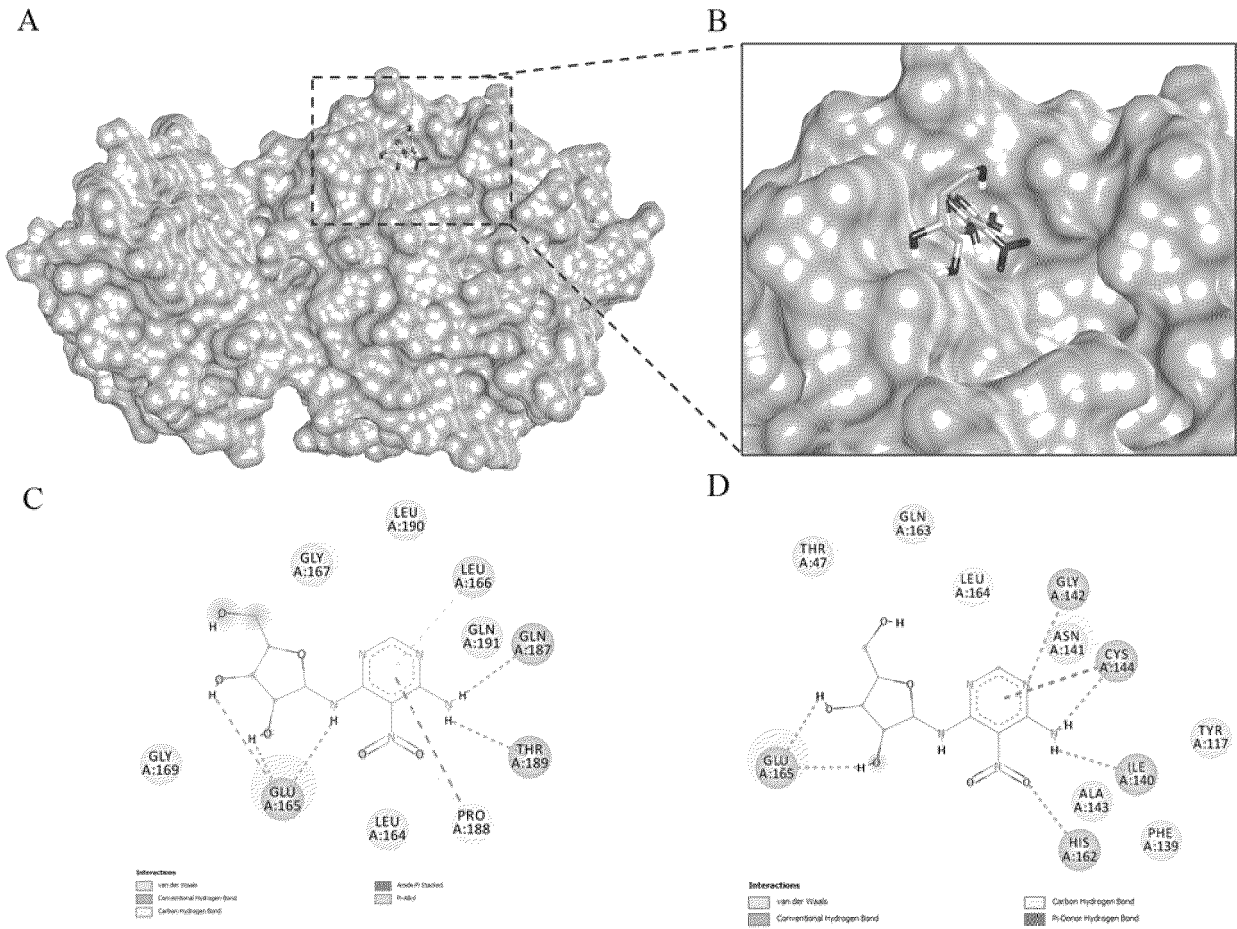 A
B
C
LEU
A:190
GLY
A:167
LEU
A:166
GLN
A:191
GLN
A:187
O
H
O
N
N
O
H
N
H
N
H
H
H
O
N
O
O
THR
A:189
GLY
A:169
GLU
A:165
LEU
A:164
PRO
A:188
Interactions
van der Waals
Conventional Hydrogen Bond
Carbon Hydrogen Bond
Amide-Pi Stacked
Pi-Alkyl
D
GLN
A:163
THR
A:47
LEU
A:164
GLY
A:142
ASN
A:141
CYS
A:144
O-H
O
N
N
H
O
N
H
N
H
H
H
O
N
O
O
TYR
A:117
GLU
A:165
ILE
A:140
ALA
A:143
PHE
A:139
HIS
A:162
Interactions
van der Waals
Conventional Hydrogen Bond
Carbon Hydrogen Bond
Pi-Donor Hydrogen Bond